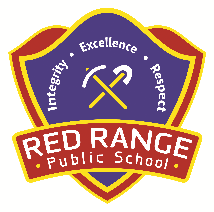 Integrity • Excellence • Respect
RED RANGE
• Public School •